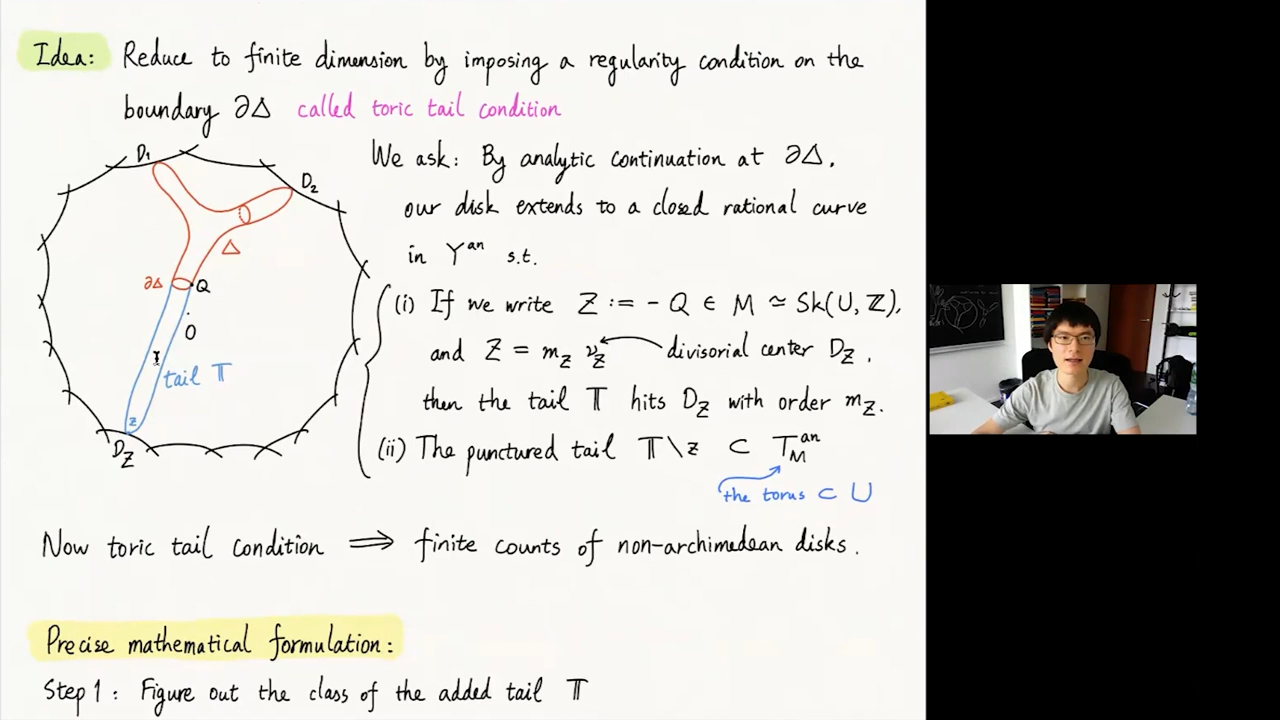 Idea: Reduce to finite dimension by imposing a regularity condition on the
boundary ∂Δ called toric tail condition
D₁
D₂
Δ
∂Δ
Q
O
tail 𝕋
z
D_Z
We ask: By analytic continuation at ∂Δ,
our disk extends to a closed rational curve
in Y^an s.t.
(i) If we write Z := - Q ∈ M ≃ Sk(U, ℤ),
and Z = m_Z ν_Z divisorial center D_Z,
then the tail 𝕋 hits D_Z with order m_Z.
(ii) The punctured tail 𝕋\z ⊂ T_M^an
the torus ⊂ U
Now toric tail condition ⟹ finite counts of non-archimedean disks.
Precise mathematical formulation:
Step 1: Figure out the class of the added tail 𝕋